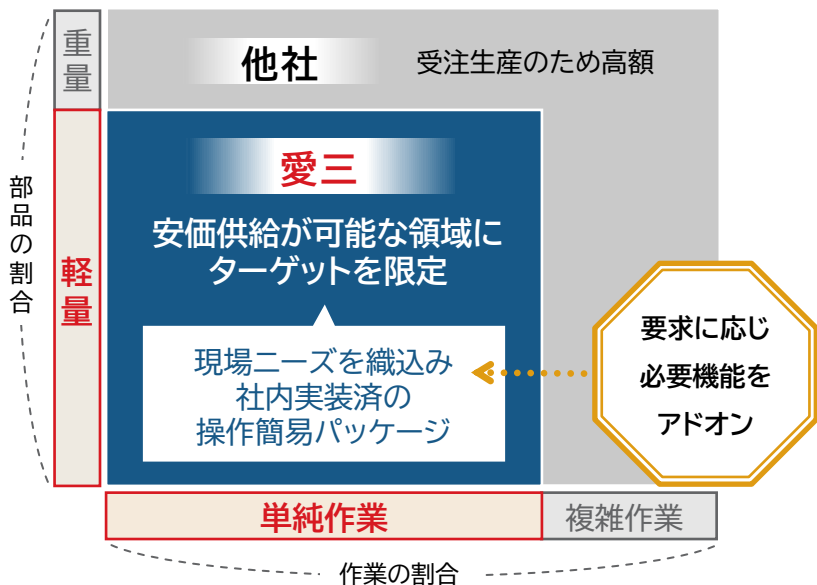 重量
他社
受注生産のため高額
部品の割合
軽量
愛三
安価供給が可能な領域に
ターゲットを限定
現場ニーズを織込み
社内実装済の
操作簡易パッケージ
要求に応じ
必要機能を
アドオン
単純作業
複雑作業
作業の割合